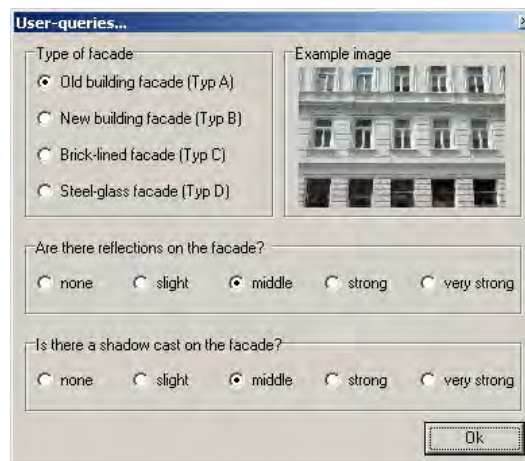 User-queries...
Type of facade
Old building facade (Typ A)
New building facade (Typ B)
Brick-lined facade (Typ C)
Steel-glass facade (Typ D)
Example image
Are there reflections on the facade?
none slight middle strong very strong
Is there a shadow cast on the facade?
none slight middle strong very strong
Ok